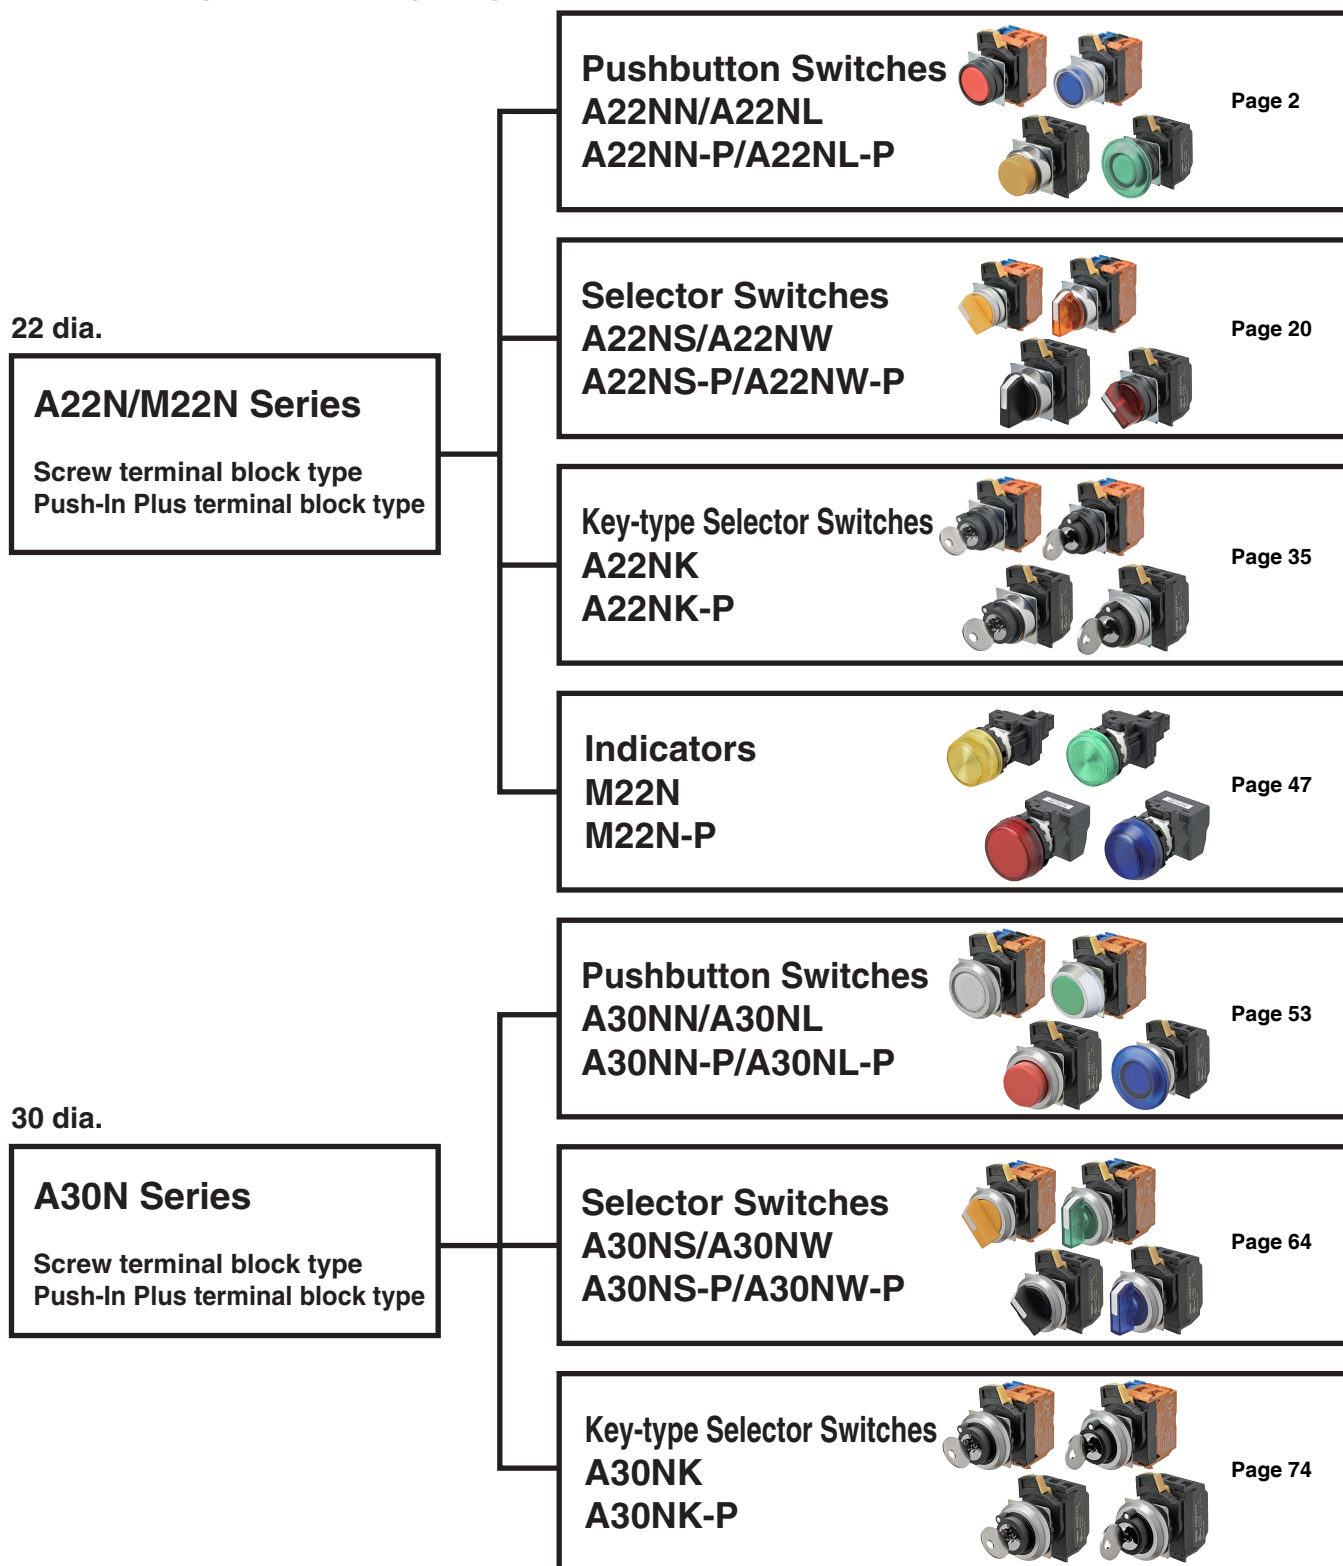 Pushbutton Switches
A22NN/A22NL
A22NN-P/A22NL-P
Page 2
Selector Switches
A22NS/A22NW
A22NS-P/A22NW-P
Page 20
22 dia.
A22N/M22N Series
Screw terminal block type
Push-In Plus terminal block type
Key-type Selector Switches
A22NK
A22NK-P
Page 35
Indicators
M22N
M22N-P
Page 47
Pushbutton Switches
A30NN/A30NL
A30NN-P/A30NL-P
Page 53
30 dia.
A30N Series
Screw terminal block type
Push-In Plus terminal block type
Selector Switches
A30NS/A30NW
A30NS-P/A30NW-P
Page 64
Key-type Selector Switches
A30NK
A30NK-P
Page 74